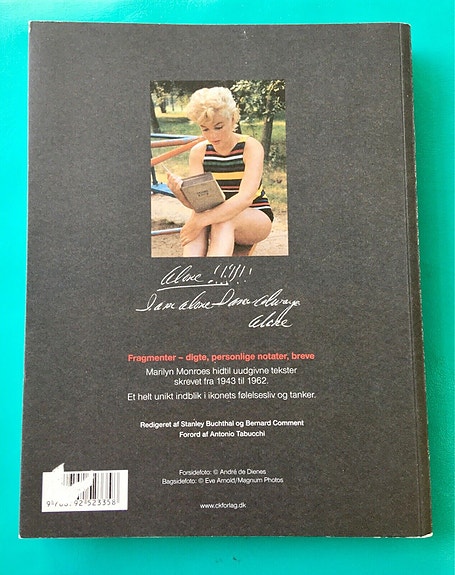 Alone !!!!!!
I am alone – I am always
alone
Fragmenter – digte, personlige notater, breve
Marilyn Monroes hidtil uudgivne tekster
skrevet fra 1943 til 1962.
Et helt unikt indblik i ikonets følelsesliv og tanker.
Redigeret af Stanley Buchthal og Bernard Comment
Forord af Antonio Tabucchi
Forsidefoto: © André de Dienes
Bagsidefoto: © Eve Arnold/Magnum Photos
www.ckforlag.dk
92 523358